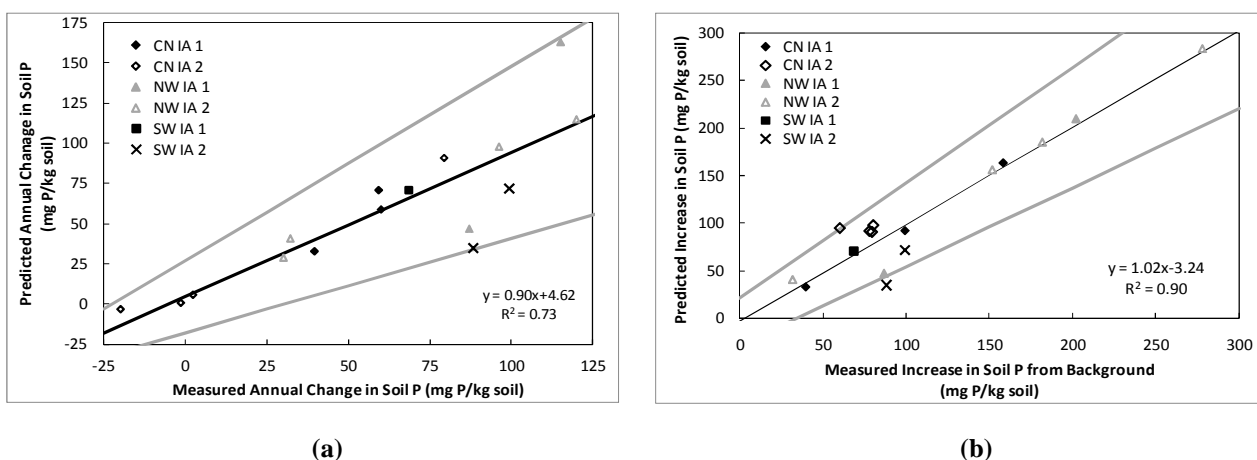 Predicted Annual Chanage in Soil P
(mg P/kg soil)
175
150
125
100
75
50
25
0
-25
CN IA 1
CN IA 2
NW IA 1
NW IA 2
SW IA 1
SW IA 2
y = 0.90x+4.62
R² = 0.73
-25 0 25 50 75 100 125
Measured Annual Change in Soil P (mg P/kg soil)
(a)
Predicted Increase in Soil P (mg P/kg soil)
300
250
200
150
100
50
0
CN IA 1
CN IA 2
NW IA 1
NW IA 2
SW IA 1
SW IA 2
y = 1.02x-3.24
R² = 0.90
0 50 100 150 200 250 300
Measured Increase in Soil P from Background
(mg P/kg soil)
(b)